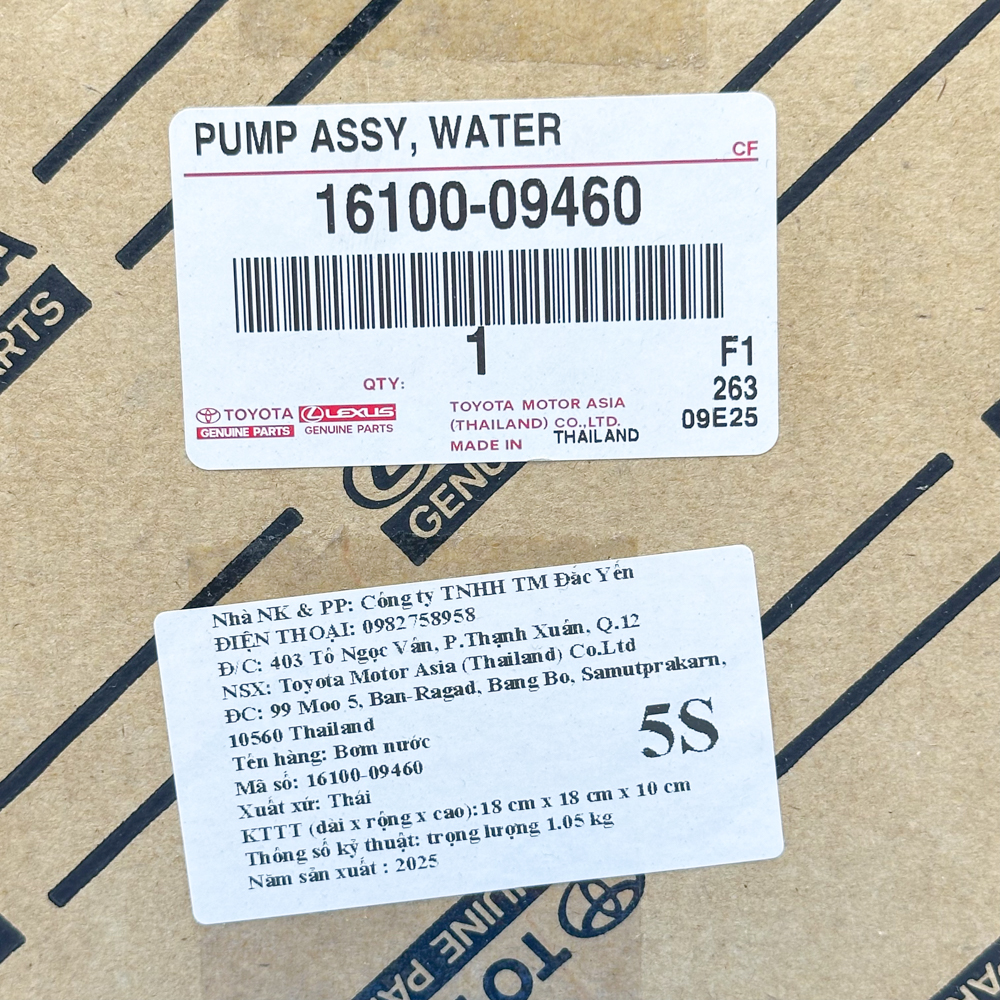 PUMP ASSY, WATER
CF
16100-09460
1
QTY:
F1
263
09E25
TOYOTA
GENUINE PARTS
LEXUS
GENUINE PARTS
TOYOTA MOTOR ASIA
(THAILAND) CO.,LTD.
MADE IN THAILAND
PARTS
GENU
Nhà NK & PP: Công ty TNHH TM Đắc Yến
ĐIỆN THOẠI: 0982758958
Đ/C: 403 Tô Ngọc Vân, P.Thạnh Xuân, Q.12
NSX: Toyota Motor Asia (Thailand) Co.Ltd
ĐC: 99 Moo 5, Ban-Ragad, Bang Bo, Samutprakarn,
10560 Thailand
Tên hàng: Bơm nước
Mã số: 16100-09460
Xuất xứ: Thái
KTTT (dài x rộng x cao):18 cm x 18 cm x 10 cm
Thông số kỹ thuật: trọng lượng 1.05 kg
Năm sản xuất : 2025
5S
UINE PA
TOYO